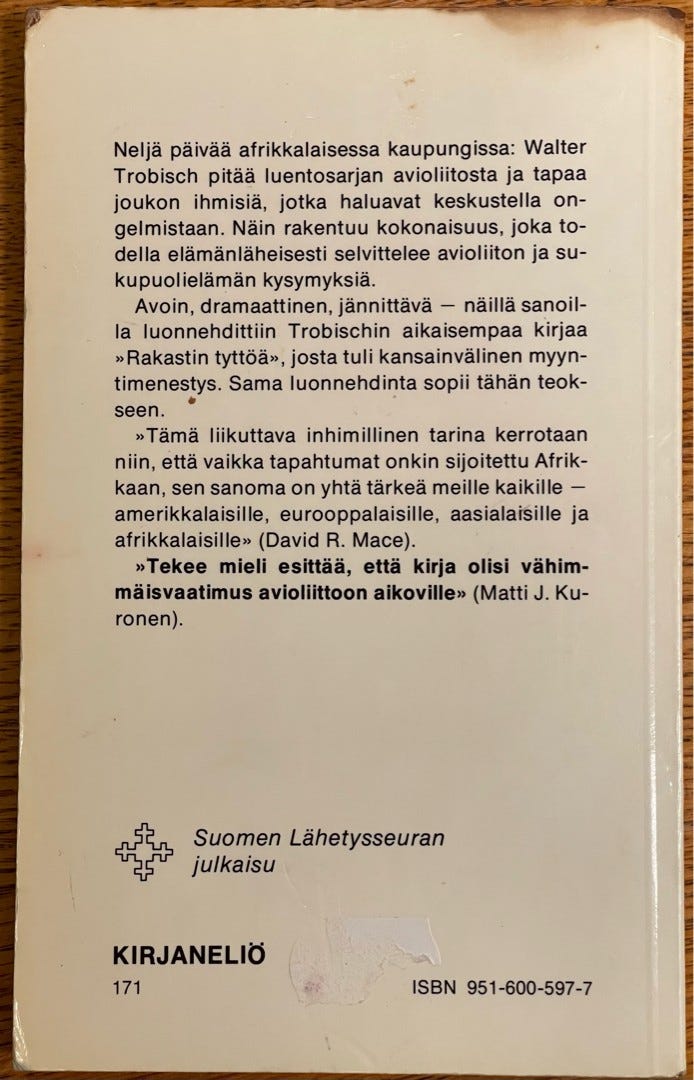 Neljä päivää afrikkalaisessa kaupungissa: Walter
Trobisch pitää luentosarjan avioliitosta ja tapaa
joukon ihmisiä, jotka haluavat keskustella on-
gelmistaan. Näin rakentuu kokonaisuus, joka to-
della elämänläheisesti selvittelee avioliiton ja su-
kupuolielämän kysymyksiä.
Avoin, dramaattinen, jännittävä — näillä sanoil-
la luonnehdittiin Trobischin aikaisempaa kirjaa
»Rakastin tyttöä», josta tuli kansainvälinen myyn-
timenestys. Sama luonnehdinta sopii tähän teok-
seen.
»Tämä liikuttava inhimillinen tarina kerrotaan
niin, että vaikka tapahtumat onkin sijoitettu Afrik-
kaan, sen sanoma on yhtä tärkeä meille kaikille —
amerikkalaisille, eurooppalaisille, aasialaisille ja
afrikkalaisille» (David R. Mace).
»Tekee mieli esittää, että kirja olisi vähim-
mäisvaatimus avioliittoon aikoville» (Matti J. Ku-
ronen).
Suomen Lähetysseuran
julkaisu
KIRJANELIÖ
171 ISBN 951-600-597-7